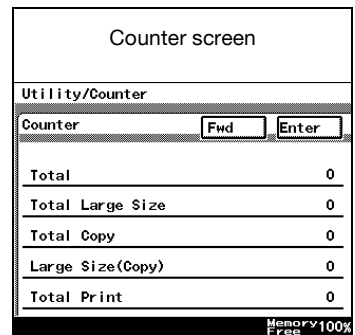 Counter screen
Utility/Counter
Counter Fwd Enter
Total 0
Total Large Size 0
Total Copy 0
Large Size(Copy) 0
Total Print 0
Memory Free 100%